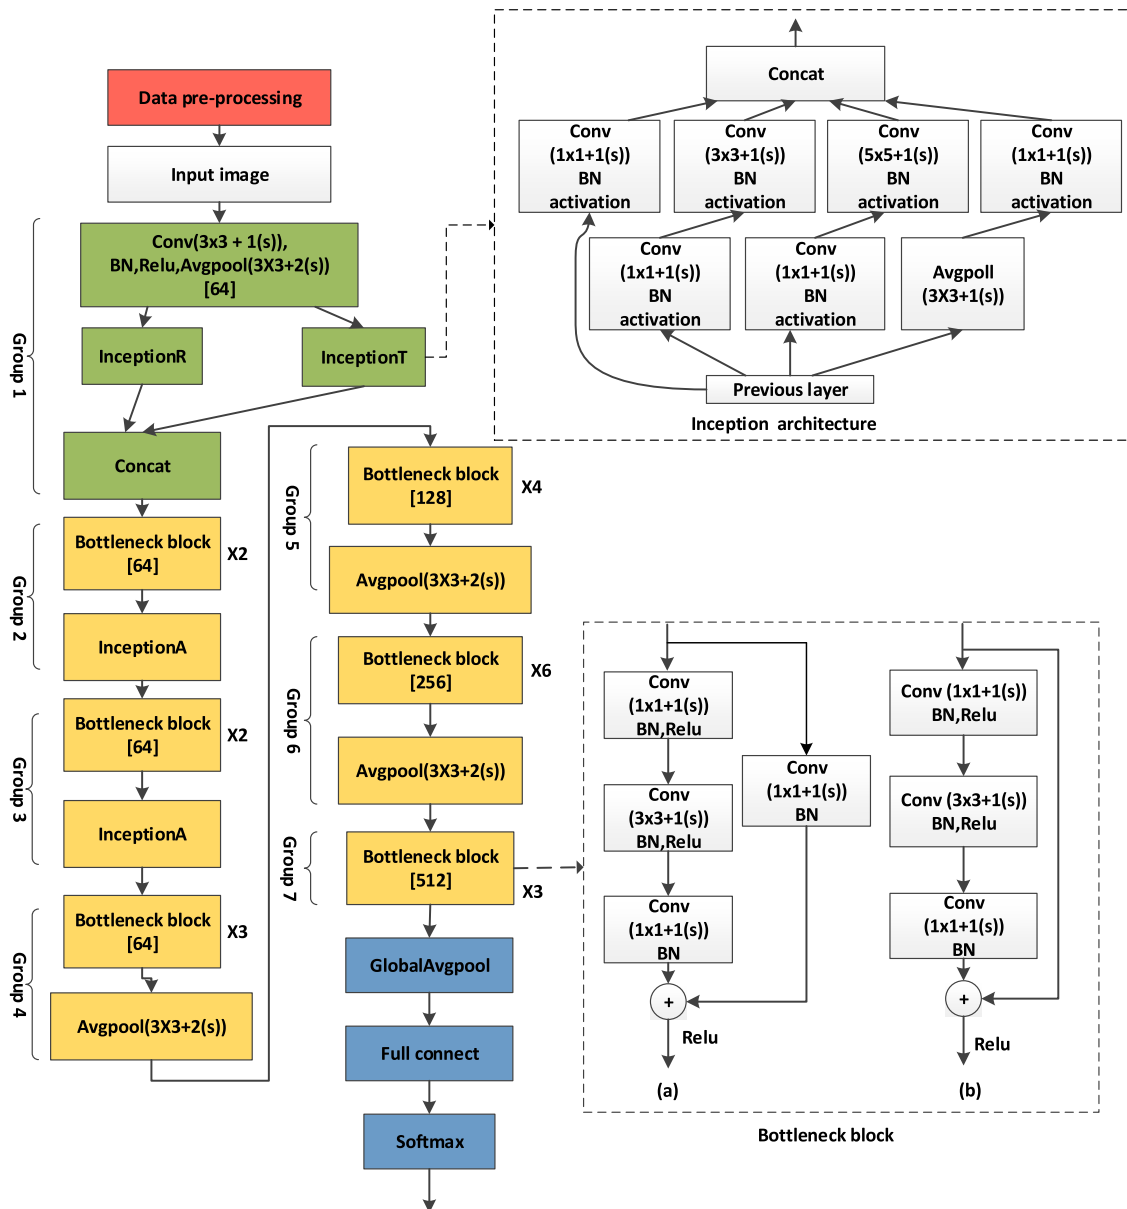 Data pre-processing
Input image
Conv(3x3 + 1(s)),
BN,Relu,Avgpool(3X3+2(s))
[64]
InceptionR
InceptionT
Concat
Group 1
Bottleneck block
[64]
X2
InceptionA
Group 2
Bottleneck block
[64]
X2
InceptionA
Group 3
Bottleneck block
[64]
X3
Avgpool(3X3+2(s))
Group 4
Bottleneck block
[128]
X4
Avgpool(3X3+2(s))
Group 5
Bottleneck block
[256]
X6
Avgpool(3X3+2(s))
Group 6
Bottleneck block
[512]
X3
Group 7
GlobalAvgpool
Full connect
Softmax
Concat
Conv
(1x1+1(s))
BN
activation
Conv
(3x3+1(s))
BN
activation
Conv
(5x5+1(s))
BN
activation
Conv
(1x1+1(s))
BN
activation
Conv
(1x1+1(s))
BN
activation
Conv
(1x1+1(s))
BN
activation
Avgpoll
(3X3+1(s))
Previous layer
Inception architecture
Conv
(1x1+1(s))
BN,Relu
Conv
(3x3+1(s))
BN,Relu
Conv
(1x1+1(s))
BN
Conv
(1x1+1(s))
BN
+
Relu
(a)
Conv (1x1+1(s))
BN,Relu
Conv (3x3+1(s))
BN,Relu
Conv
(1x1+1(s))
BN
+
Relu
(b)
Bottleneck block